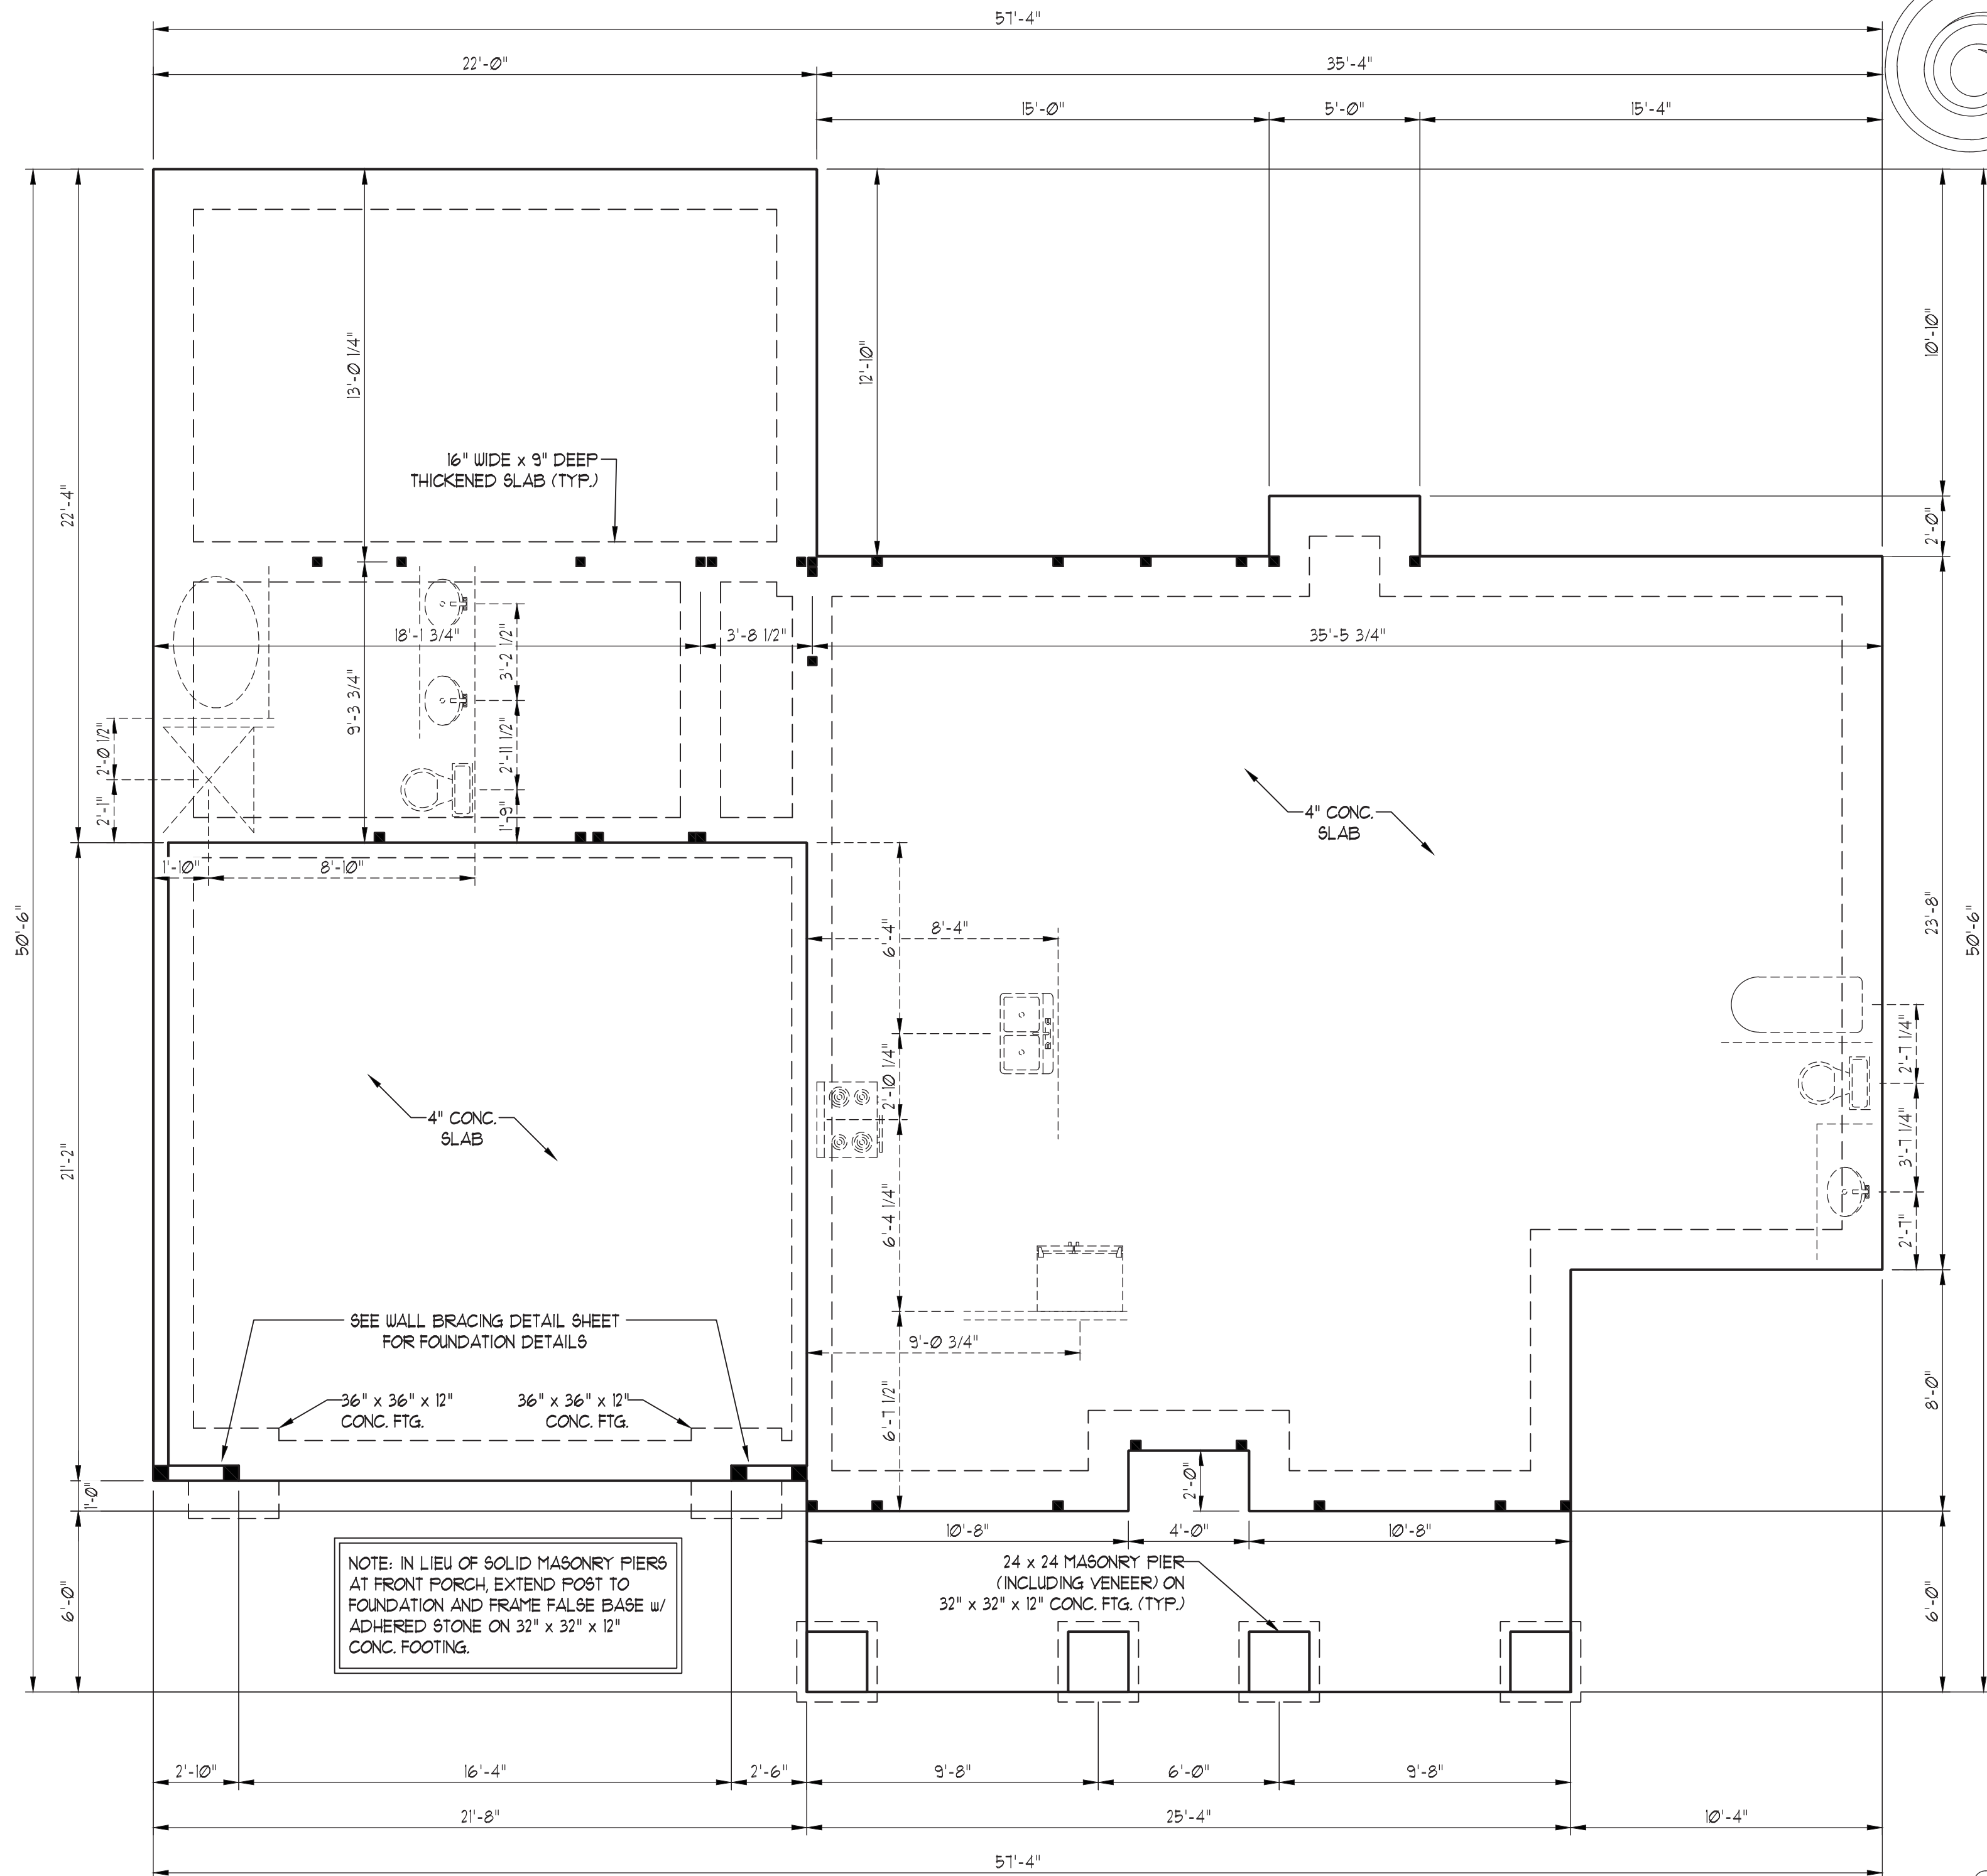 57'-4"
22'-0"
35'-4"
15'-0"
5'-0"
15'-4"
13'-0 1/4"
12'-10"
10'-10"
22'-4"
16" WIDE x 9" DEEP
THICKENED SLAB (TYP.)
2'-0"
18'-1 3/4"
3'-8 1/2"
35'-5 3/4"
3'-2 1/2"
9'-3 3/4"
2'-0 1/2"
2'-11 1/2"
2'-1"
1'-9"
4" CONC.
SLAB
1'-10"
8'-10"
50'-6"
6'-4"
8'-4"
23'-8"
50'-6"
2'-10 1/4"
2'-7 1/4"
4" CONC.
SLAB
21'-2"
3'-7 1/4"
6'-4 1/4"
2'-7"
SEE WALL BRACING DETAIL SHEET
FOR FOUNDATION DETAILS
9'-0 3/4"
36" x 36" x 12"
CONC. FTG.
36" x 36" x 12"
CONC. FTG.
6'-7 1/2"
8'-0"
1'-0"
2'-0"
10'-8"
4'-0"
10'-8"
NOTE: IN LIEU OF SOLID MASONRY PIERS
AT FRONT PORCH, EXTEND POST TO
FOUNDATION AND FRAME FALSE BASE w/
ADHERED STONE ON 32" x 32" x 12"
CONC. FOOTING.
24 x 24 MASONRY PIER
(INCLUDING VENEER) ON
32" x 32" x 12" CONC. FTG. (TYP.)
6'-0"
6'-0"
2'-10"
16'-4"
2'-6"
9'-8"
6'-0"
9'-8"
21'-8"
25'-4"
10'-4"
57'-4"